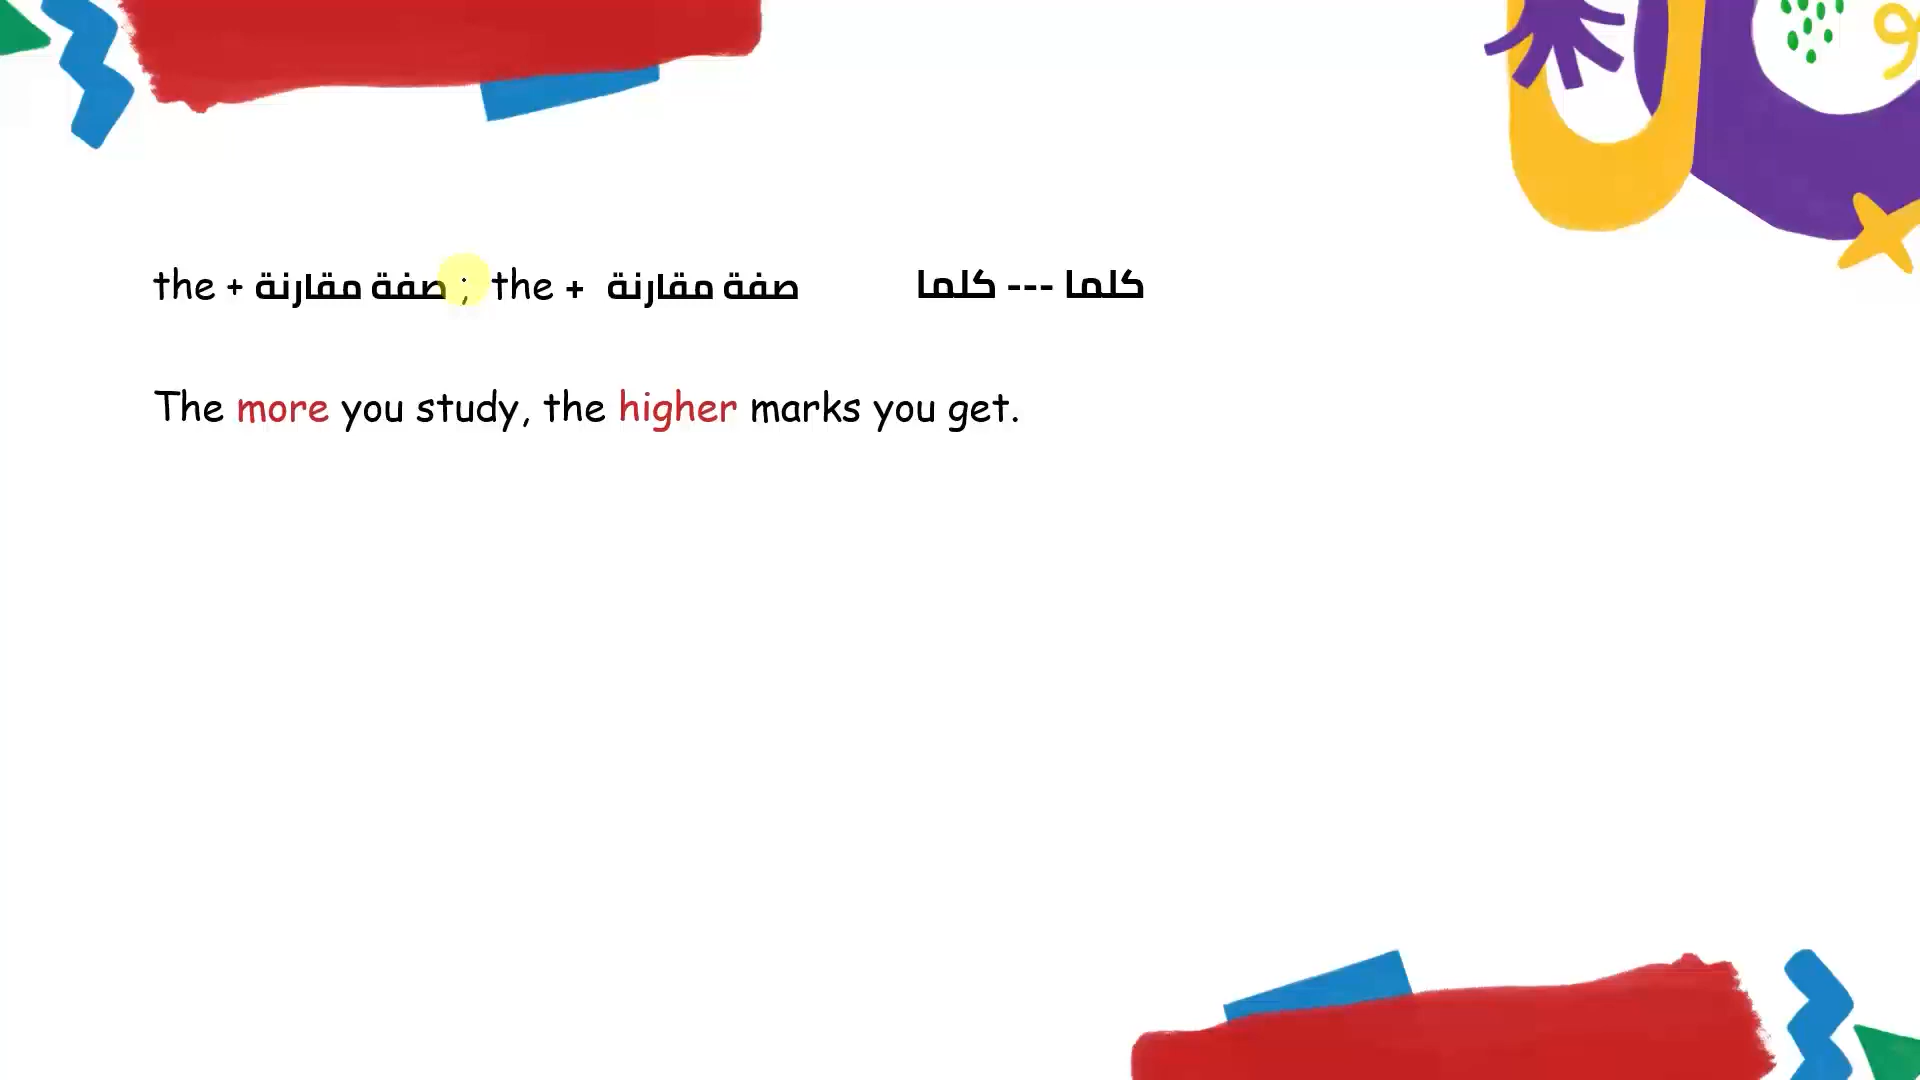 the + صفة مقارنة ; the + صفة مقارنة كلما --- كلما
The more you study, the higher marks you get.